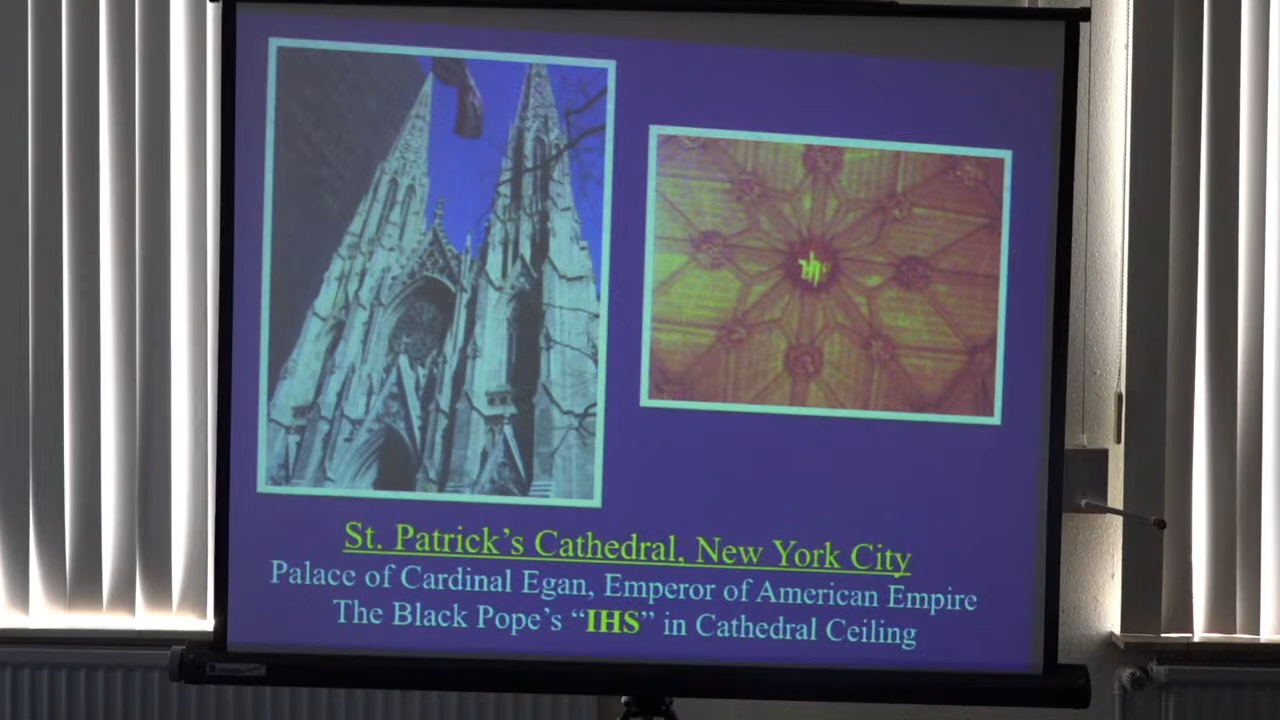 St. Patrick's Cathedral, New York City
Palace of Cardinal Egan, Emperor of American Empire
The Black Pope's “IHS” in Cathedral Ceiling